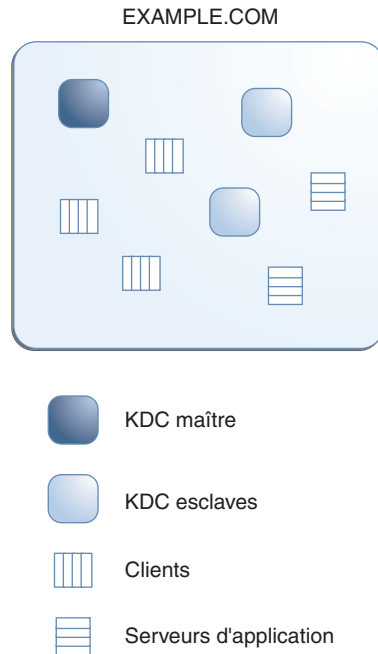 EXAMPLE.COM
KDC maître
KDC esclaves
Clients
Serveurs d'application